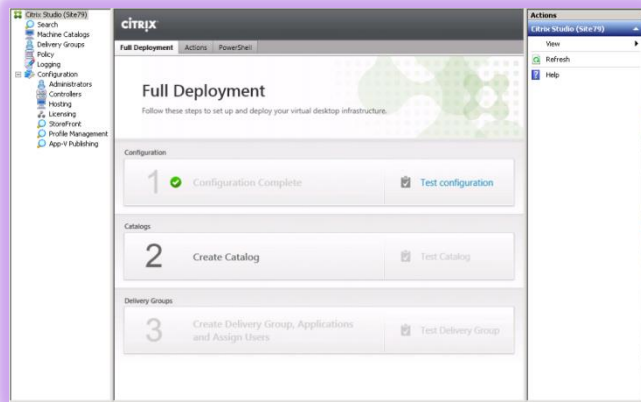 Citrix Studio (Site79)
Search
Machine Catalogs
Delivery Groups
Policy
Logging
Configuration
Administrators
Controllers
Hosting
Licensing
StoreFront
Profile Management
App-V Publishing
CITRIX
Full Deployment
Actions
PowerShell
Full Deployment
Follow these steps to set up and deploy your virtual desktop infrastructure.
Configuration
1
Configuration Complete
Test configuration
Catalogs
2
Create Catalog
Test Catalog
Delivery Groups
3
Create Delivery Group, Applications
and Assign Users
Test Delivery Group
Actions
Citrix Studio (Site79)
View
Refresh
Help